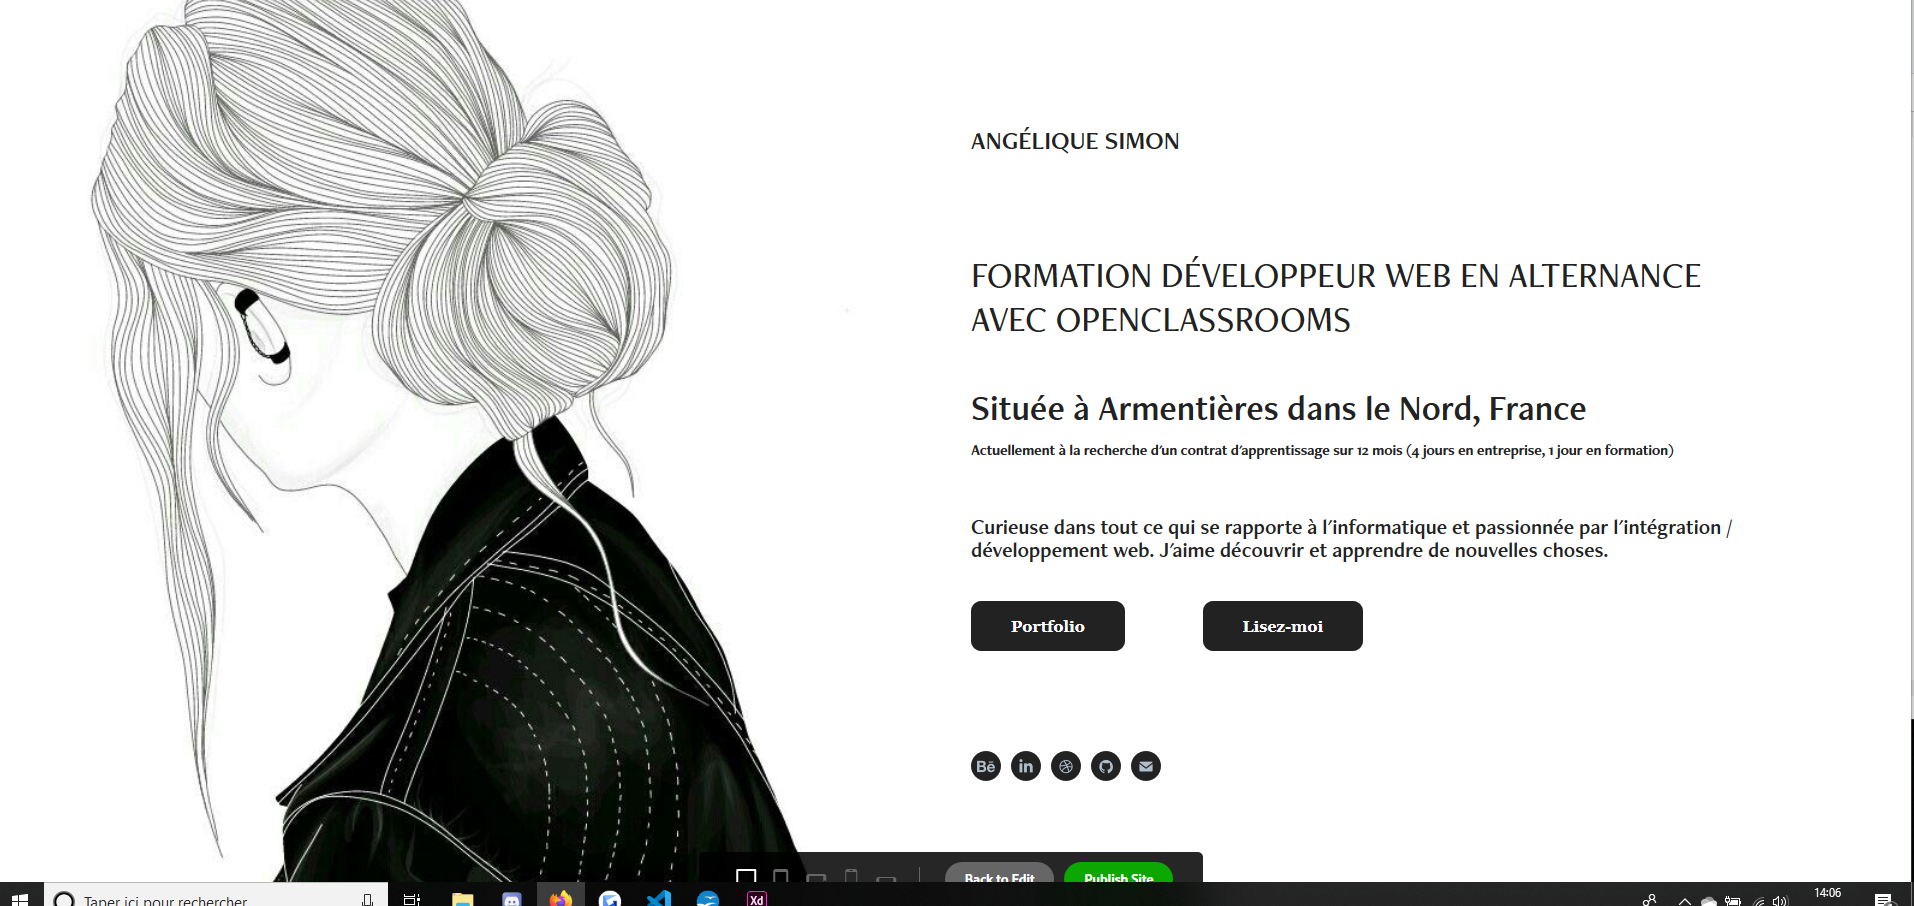 ANGÉLIQUE SIMON
FORMATION DÉVELOPPEUR WEB EN ALTERNANCE
AVEC OPENCLASSROOMS
Située à Armentières dans le Nord, France
Actuellement à la recherche d'un contrat d'apprentissage sur 12 mois (4 jours en entreprise, 1 jour en formation)
Curieuse dans tout ce qui se rapporte à l'informatique et passionnée par l'intégration /
développement web. J'aime découvrir et apprendre de nouvelles choses.
Portfolio
Lisez-moi
Bē
in
Back to Edit
Publish Site
Taper ici pour rechercher
Xd
14:06